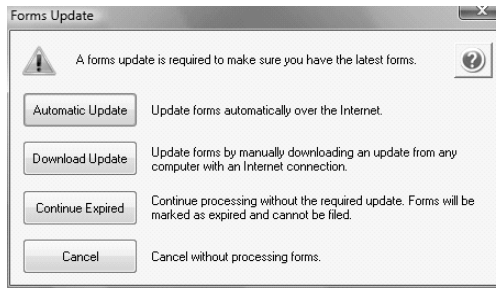 Forms Update
A forms update is required to make sure you have the latest forms.
Automatic Update
Update forms automatically over the Internet.
Download Update
Update forms by manually downloading an update from any
computer with an Internet connection.
Continue Expired
Continue processing without the required update. Forms will be
marked as expired and cannot be filed.
Cancel
Cancel without processing forms.